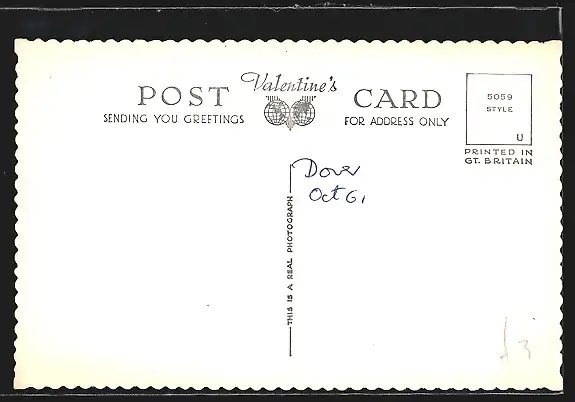 Valentine's
POST CARD
SENDING YOU GREETINGS
FOR ADDRESS ONLY
5059
STYLE
U
PRINTED IN
GT. BRITAIN
Dover
Oct 61
THIS IS A REAL PHOTOGRAPH
3